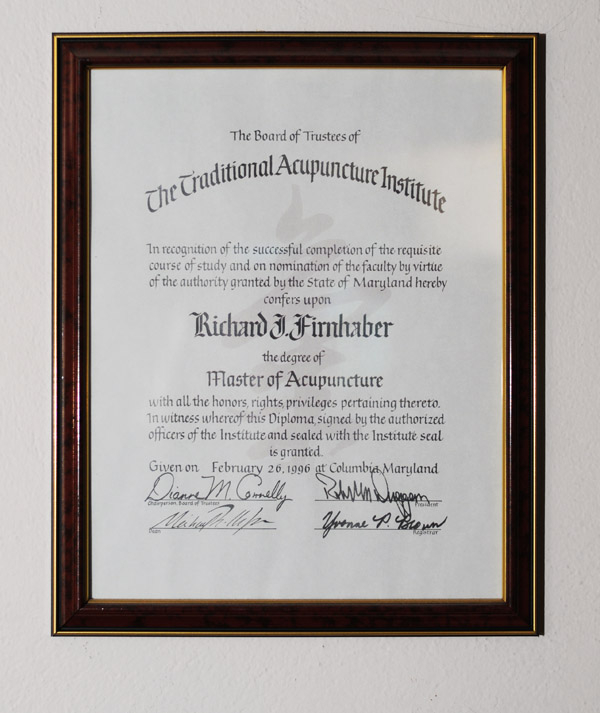 The Board of Trustees of
The Traditional Acupuncture Institute
In recognition of the successful completion of the requisite
course of study and on nomination of the faculty by virtue
of the authority granted by the State of Maryland hereby
confers upon
Richard J. Firnhaber
the degree of
Master of Acupuncture
with all the honors, rights, privileges pertaining thereto.
In witness whereof this Diploma, signed by the authorized
officers of the Institute and sealed with the Institute seal
is granted.
Given on February 26, 1996 at Columbia, Maryland
Dianne M. Connelly
Chairperson, Board of Trustees
President
Yvonne P. Brown
Dean
Registrar